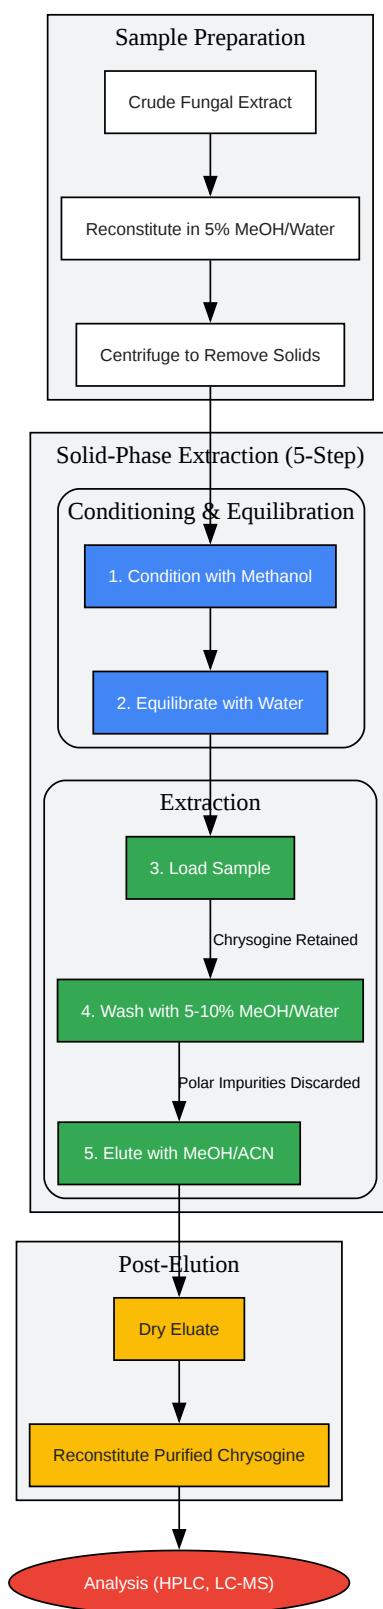 Sample Preparation
Crude Fungal Extract
Reconstitute in 5% MeOH/Water
Centrifuge to Remove Solids
Solid-Phase Extraction (5-Step)
Conditioning & Equilibration
1. Condition with Methanol
2. Equilibrate with Water
Extraction
3. Load Sample
Chrysogine Retained
4. Wash with 5-10% MeOH/Water
Polar Impurities Discarded
5. Elute with MeOH/ACN
Post-Elution
Dry Eluate
Reconstitute Purified Chrysogine
Analysis (HPLC, LC-MS)